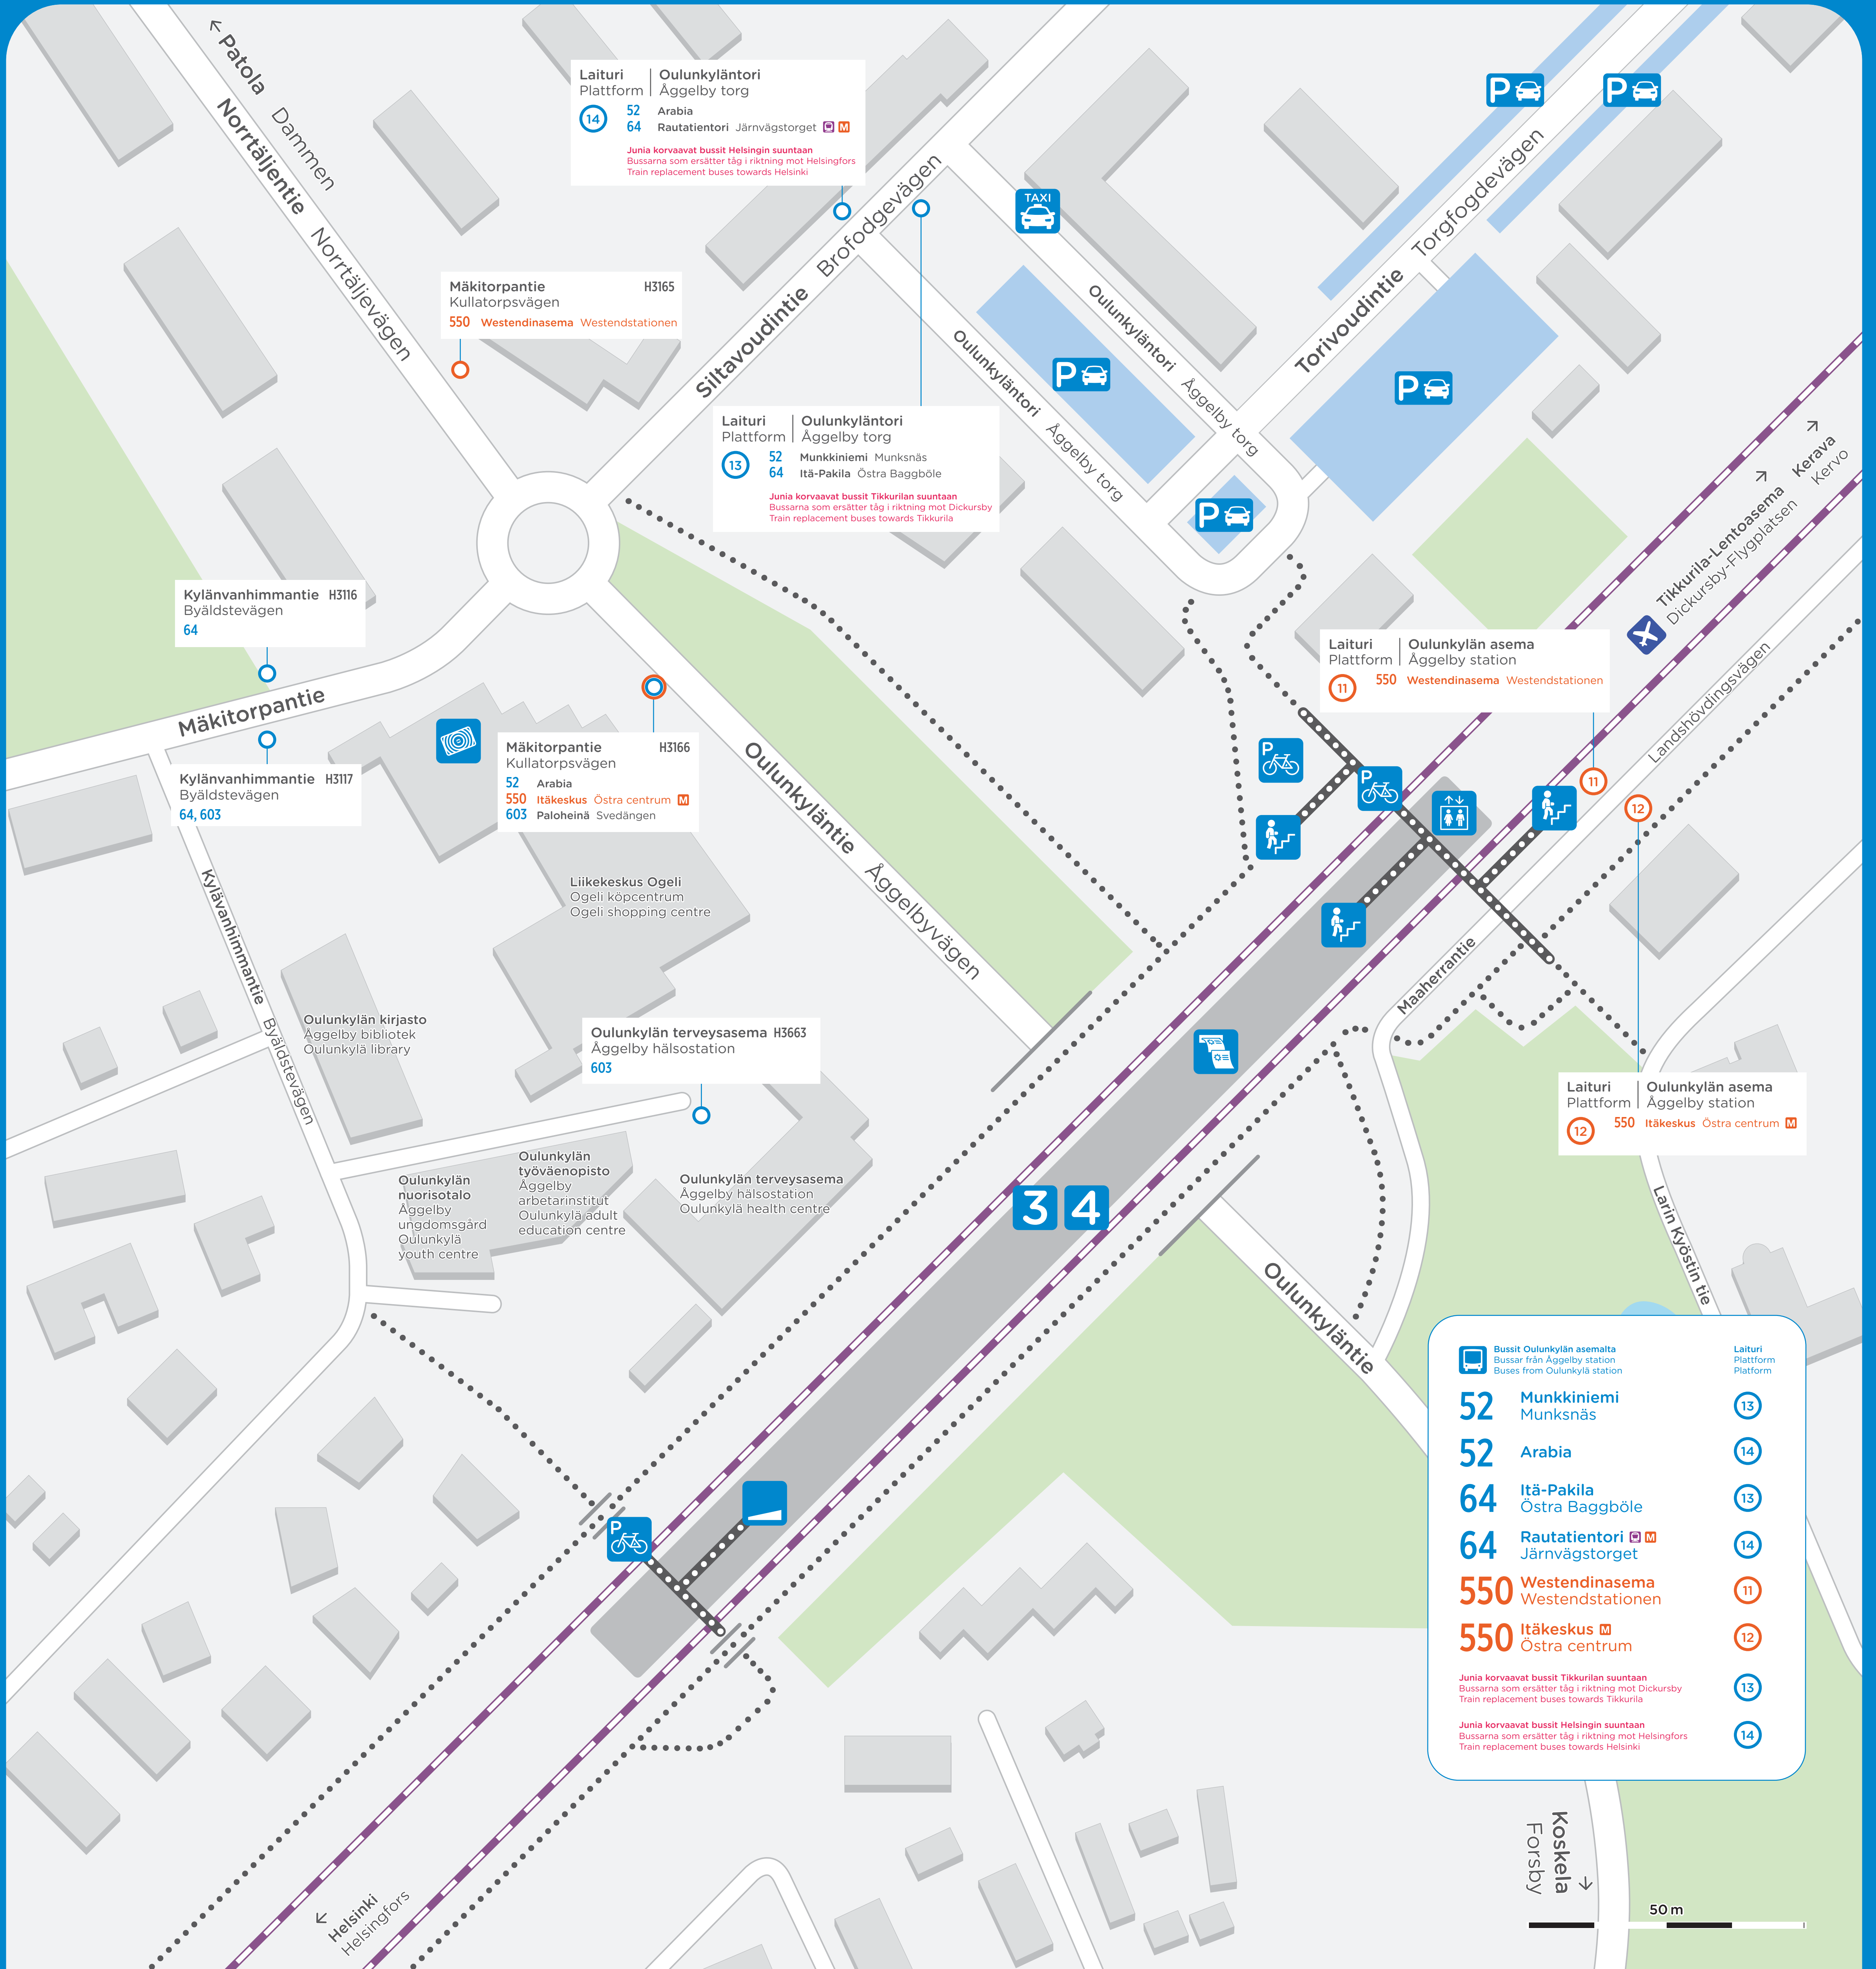 ← Patola Dammen
Norrtäljentie Norrtäljevägen
Laituri
Plattform
Oulunkyläntori
Åggelby torg
14
52 Arabia
64 Rautatientori Järnvägstorget M
Junia korvaavat bussit Helsingin suuntaan
Bussarna som ersätter tåg i riktning mot Helsingfors
Train replacement buses towards Helsinki
TAXI
P
P
Siltavoudintie Brofodgevägen
Torivoudintie Torgfogdevägen
Mäkitorpantie H3165
Kullatorpsvägen
550 Westendinasema Westendstationen
Oulunkyläntori Åggelby torg
Oulunkyläntori Åggelby torg
P
P
P
Laituri
Plattform
Oulunkyläntori
Åggelby torg
13
52 Munkkiniemi Munksnäs
64 Itä-Pakila Östra Baggböle
Junia korvaavat bussit Tikkurilan suuntaan
Bussarna som ersätter tåg i riktning mot Dickursby
Train replacement buses towards Tikkurila
→ Kerava
Kervo
→ Tikkurila-Lentoasema
Dickursby-Flygplatsen
Kylänvanhimmantie H3116
Byäldstevägen
64
Mäkitorpantie
Kylänvanhimmantie H3117
Byäldstevägen
64, 603
Mäkitorpantie H3166
Kullatorpsvägen
52 Arabia
550 Itäkeskus Östra centrum M
603 Paloheinä Svedängen
Oulunkyläntie Åggelbyvägen
Laituri
Plattform
Oulunkylän asema
Åggelby station
11
550 Westendinasema Westendstationen
P
P
11
12
Maaherrantie Landshövdingsvägen
Liikekeskus Ogeli
Ogeli köpcentrum
Ogeli shopping centre
Kylävanhimmantie Byäldstevägen
Oulunkylän kirjasto
Åggelby bibliotek
Oulunkylä library
Oulunkylän terveysasema H3663
Åggelby hälsostation
603
Laituri
Plattform
Oulunkylän asema
Åggelby station
12
550 Itäkeskus Östra centrum M
Oulunkylän
nuorisotalo
Åggelby
ungdomsgård
Oulunkylä
youth centre
Oulunkylän
työväenopisto
Åggelby
arbetarinstitut
Oulunkylä adult
education centre
Oulunkylän terveysasema
Åggelby hälsostation
Oulunkylä health centre
3 4
Larin Kyöstin tie
Oulunkyläntie
P
Bussit Oulunkylän asemalta
Bussar från Åggelby station
Buses from Oulunkylä station
Laituri
Plattform
Platform
52 Munkkiniemi 13
Munksnäs
52 Arabia 14
64 Itä-Pakila 13
Östra Baggböle
64 Rautatientori M 14
Järnvägstorget
550 Westendinasema 11
Westendstationen
550 Itäkeskus M 12
Östra centrum
Junia korvaavat bussit Tikkurilan suuntaan
Bussarna som ersätter tåg i riktning mot Dickursby 13
Train replacement buses towards Tikkurila
Junia korvaavat bussit Helsingin suuntaan
Bussarna som ersätter tåg i riktning mot Helsingfors 14
Train replacement buses towards Helsinki
Koskela →
Forsby
← Helsinki
Helsingfors
50 m